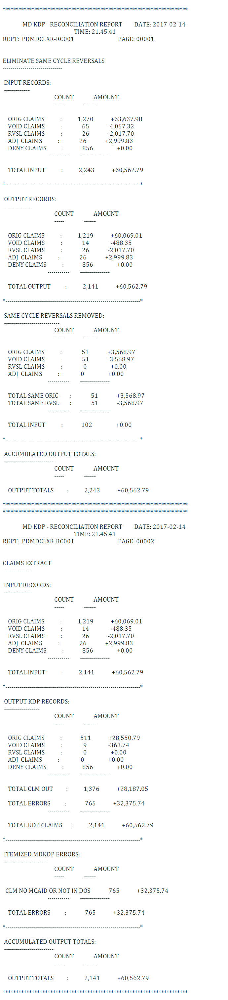 **********************************************************************
MD KDP - RECONCILIATION REPORT DATE: 2017-02-14
TIME: 21.45.41
REPT: PDMDCLXR-RC001 PAGE: 00001
ELIMINATE SAME CYCLE REVERSALS
------------------------------
INPUT RECORDS:
-------------
COUNT AMOUNT
----- ------
ORIG CLAIMS : 1,270 +63,637.98
VOID CLAIMS : 65 -4,057.32
RVSL CLAIMS : 26 -2,017.70
ADJ CLAIMS : 26 +2,999.83
DENY CLAIMS : 856 +0.00
----------- ---------------
TOTAL INPUT : 2,243 +60,562.79
*--------------------------------------------------------------------*
OUTPUT RECORDS:
--------------
COUNT AMOUNT
----- ------
ORIG CLAIMS : 1,219 +60,069.01
VOID CLAIMS : 14 -488.35
RVSL CLAIMS : 26 -2,017.70
ADJ CLAIMS : 26 +2,999.83
DENY CLAIMS : 856 +0.00
----------- ---------------
TOTAL OUTPUT : 2,141 +60,562.79
*--------------------------------------------------------------------*
SAME CYCLE REVERSALS REMOVED:
----------------------------
COUNT AMOUNT
----- ------
ORIG CLAIMS : 51 +3,568.97
VOID CLAIMS : 51 -3,568.97
RVSL CLAIMS : 0 +0.00
ADJ CLAIMS : 0 +0.00
----------- ---------------
TOTAL SAME ORIG : 51 +3,568.97
TOTAL SAME RVSL : 51 -3,568.97
----------- ---------------
TOTAL INPUT : 102 +0.00
*--------------------------------------------------------------------*
ACCUMULATED OUTPUT TOTALS:
-------------------------
COUNT AMOUNT
----- ------
OUTPUT TOTALS : 2,243 +60,562.79
**********************************************************************
**********************************************************************
MD KDP - RECONCILIATION REPORT DATE: 2017-02-14
TIME: 21.45.41
REPT: PDMDCLXR-RC001 PAGE: 00002
CLAIMS EXTRACT
--------------
INPUT RECORDS:
-------------
COUNT AMOUNT
----- ------
ORIG CLAIMS : 1,219 +60,069.01
VOID CLAIMS : 14 -488.35
RVSL CLAIMS : 26 -2,017.70
ADJ CLAIMS : 26 +2,999.83
DENY CLAIMS : 856 +0.00
----------- ---------------
TOTAL INPUT : 2,141 +60,562.79
*--------------------------------------------------------------------*
OUTPUT KDP RECORDS:
------------------
COUNT AMOUNT
----- ------
ORIG CLAIMS : 511 +28,550.79
VOID CLAIMS : 9 -363.74
RVSL CLAIMS : 0 +0.00
ADJ CLAIMS : 0 +0.00
DENY CLAIMS : 856 +0.00
----------- ---------------
TOTAL CLM OUT : 1,376 +28,187.05
TOTAL ERRORS : 765 +32,375.74
----------- ---------------
TOTAL KDP CLAIMS : 2,141 +60,562.79
*--------------------------------------------------------------------*
ITEMIZED MDKDP ERRORS:
---------------------
COUNT AMOUNT
----- ------
CLM NO MCAID OR NOT IN DOS 765 +32,375.74
----------- ---------------
TOTAL ERRORS : 765 +32,375.74
*--------------------------------------------------------------------*
ACCUMULATED OUTPUT TOTALS:
-------------------------
COUNT AMOUNT
----- ------
OUTPUT TOTALS : 2,141 +60,562.79
**********************************************************************